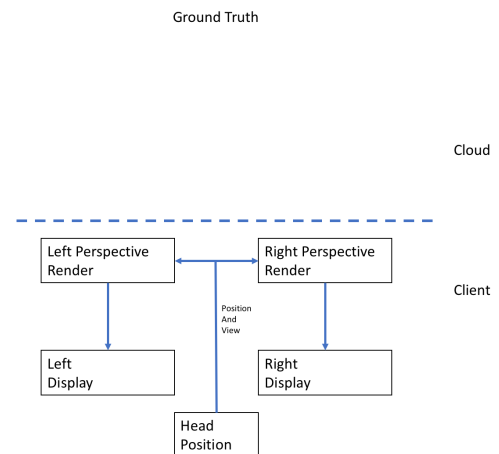 Ground Truth
Cloud
Left Perspective
Render
Right Perspective
Render
Client
Position
And
View
Left
Display
Right
Display
Head
Position